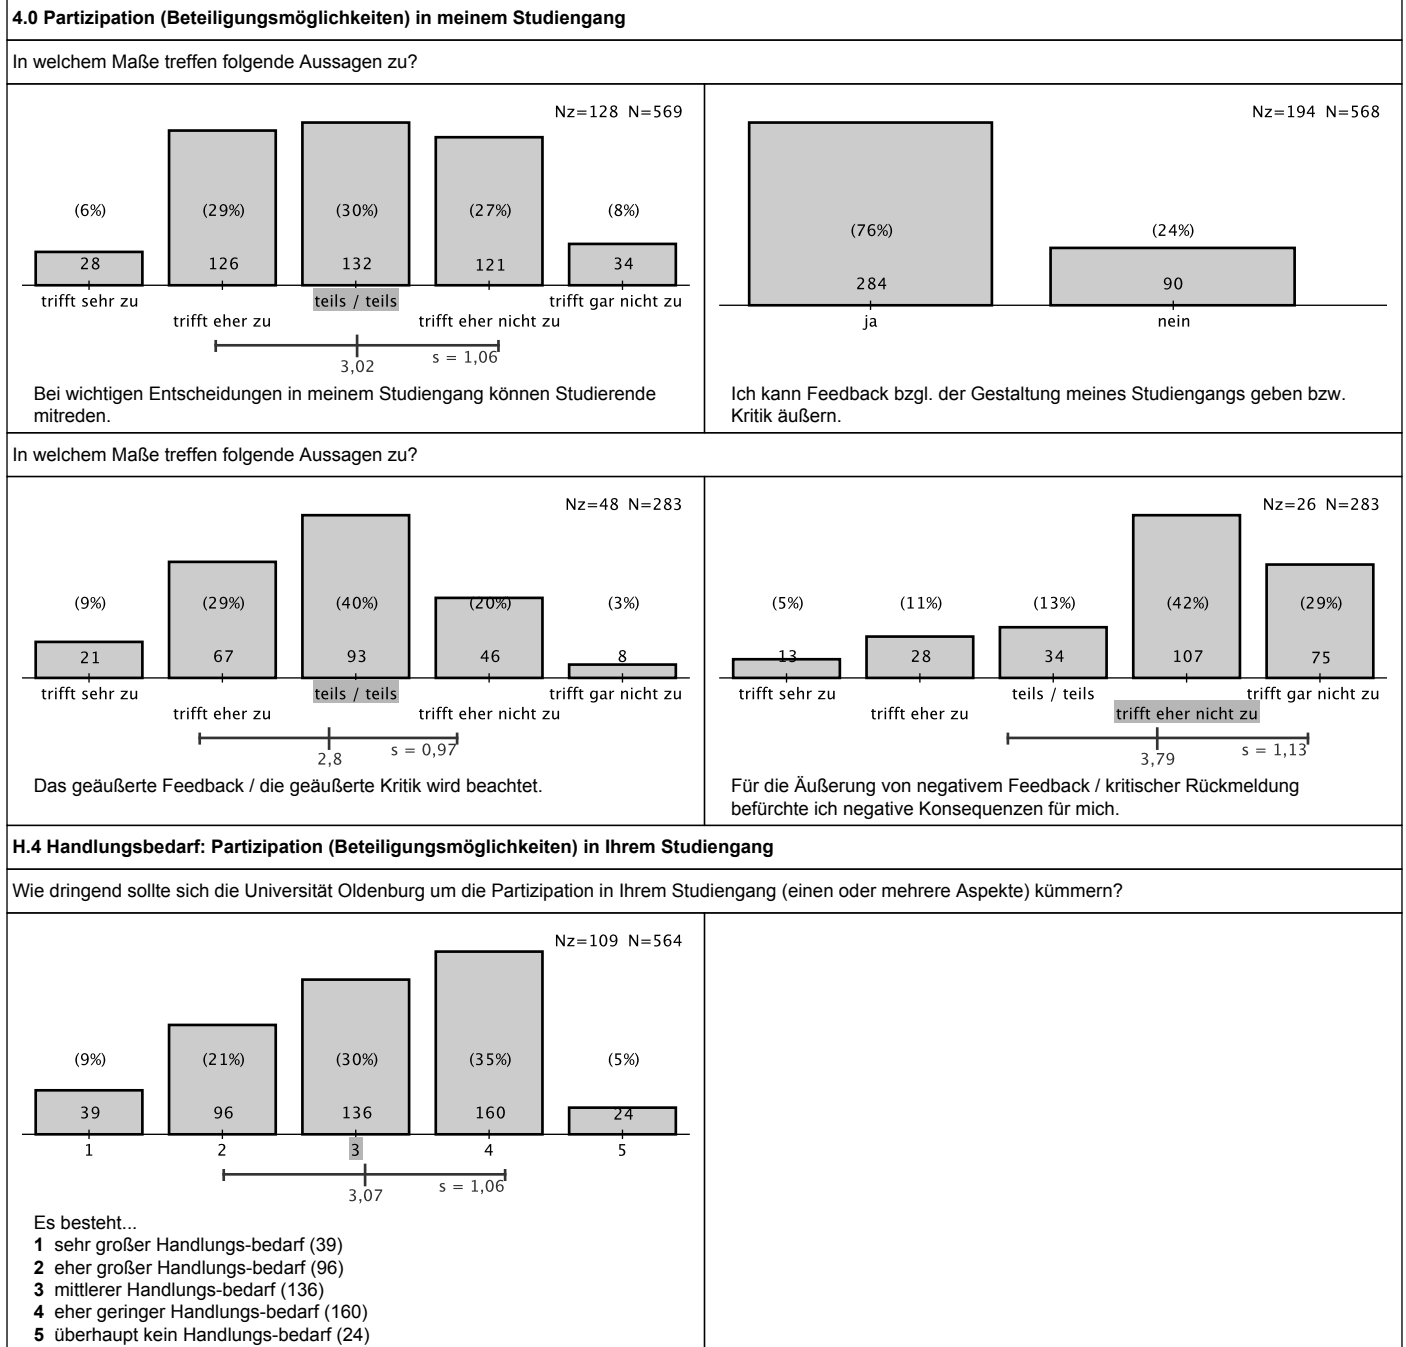 4.0 Partizipation (Beteiligungsmöglichkeiten) in meinem Studiengang
In welchem Maße treffen folgende Aussagen zu?
Nz=128 N=569
(6%) (29%) (30%) (27%) (8%)
28 126 132 121 34
trifft sehr zu teils / teils trifft gar nicht zu
trifft eher zu trifft eher nicht zu
3,02 s = 1,06
Bei wichtigen Entscheidungen in meinem Studiengang können Studierende
mitreden.
Nz=194 N=568
(76%) (24%)
284 90
ja nein
Ich kann Feedback bzgl. der Gestaltung meines Studiengangs geben bzw.
Kritik äußern.
In welchem Maße treffen folgende Aussagen zu?
Nz=48 N=283
(9%) (29%) (40%) (20%) (3%)
21 67 93 46 8
trifft sehr zu teils / teils trifft gar nicht zu
trifft eher zu trifft eher nicht zu
2,8 s = 0,97
Das geäußerte Feedback / die geäußerte Kritik wird beachtet.
Nz=26 N=283
(5%) (11%) (13%) (42%) (29%)
13 28 34 107 75
trifft sehr zu teils / teils trifft gar nicht zu
trifft eher zu trifft eher nicht zu
3,79 s = 1,13
Für die Äußerung von negativem Feedback / kritischer Rückmeldung
befürchte ich negative Konsequenzen für mich.
H.4 Handlungsbedarf: Partizipation (Beteiligungsmöglichkeiten) in Ihrem Studiengang
Wie dringend sollte sich die Universität Oldenburg um die Partizipation in Ihrem Studiengang (einen oder mehrere Aspekte) kümmern?
Nz=109 N=564
(9%) (21%) (30%) (35%) (5%)
39 96 136 160 24
1 2 3 4 5
3,07 s = 1,06
Es besteht...
1 sehr großer Handlungs-bedarf (39)
2 eher großer Handlungs-bedarf (96)
3 mittlerer Handlungs-bedarf (136)
4 eher geringer Handlungs-bedarf (160)
5 überhaupt kein Handlungs-bedarf (24)